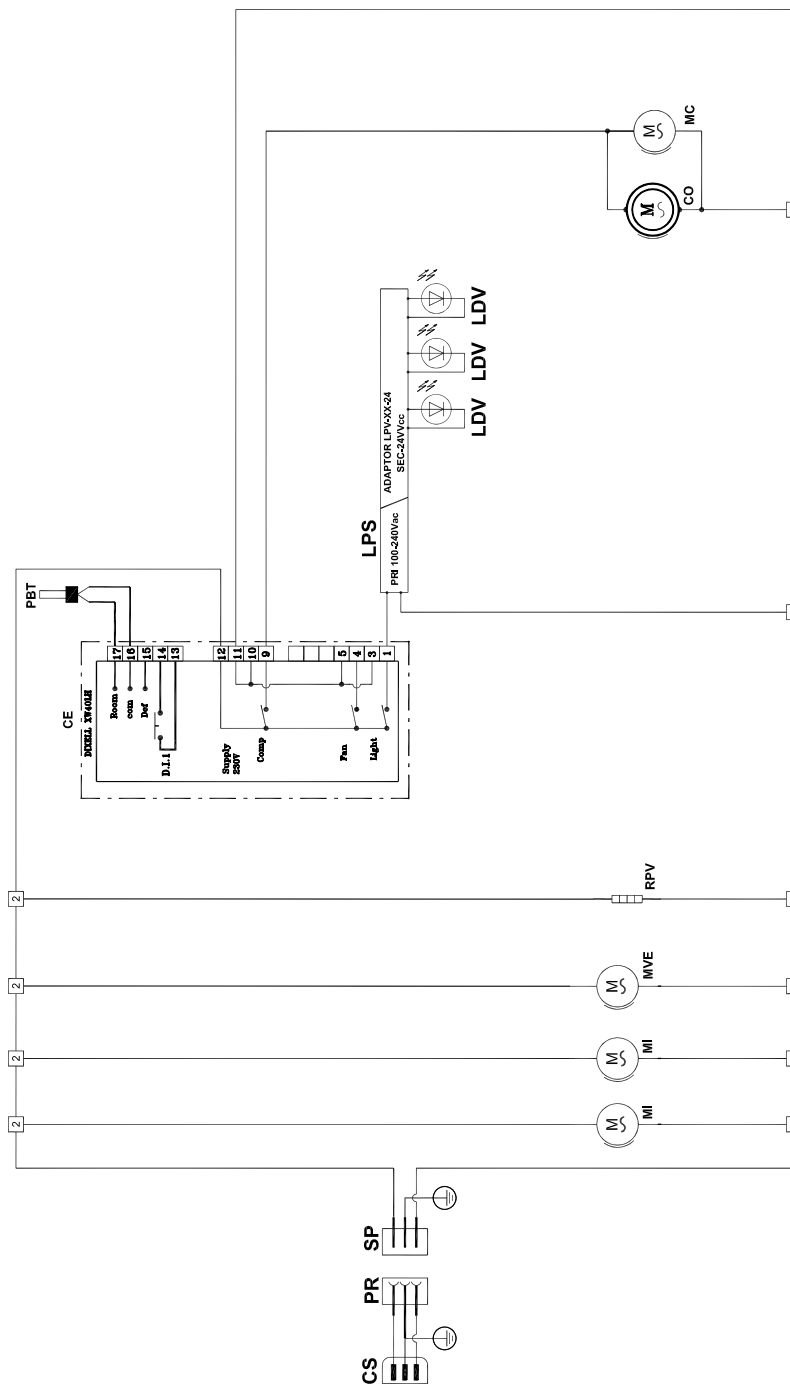 2
2
2
2
PBT
CE
DIXELL XW40LH
Room
com
Def
D.I.1
Supply
230V
Comp
Fan
Light
17
16
15
14
13
12
11
10
9
5
4
3
1
CS
PR
SP
LPS
PRI 100-240Vac
ADAPTOR LPV-XX-24
SEC-24VVcc
LDV
LDV
LDV
M
MI
M
MI
M
MVE
RPV
M
CO
M
MC